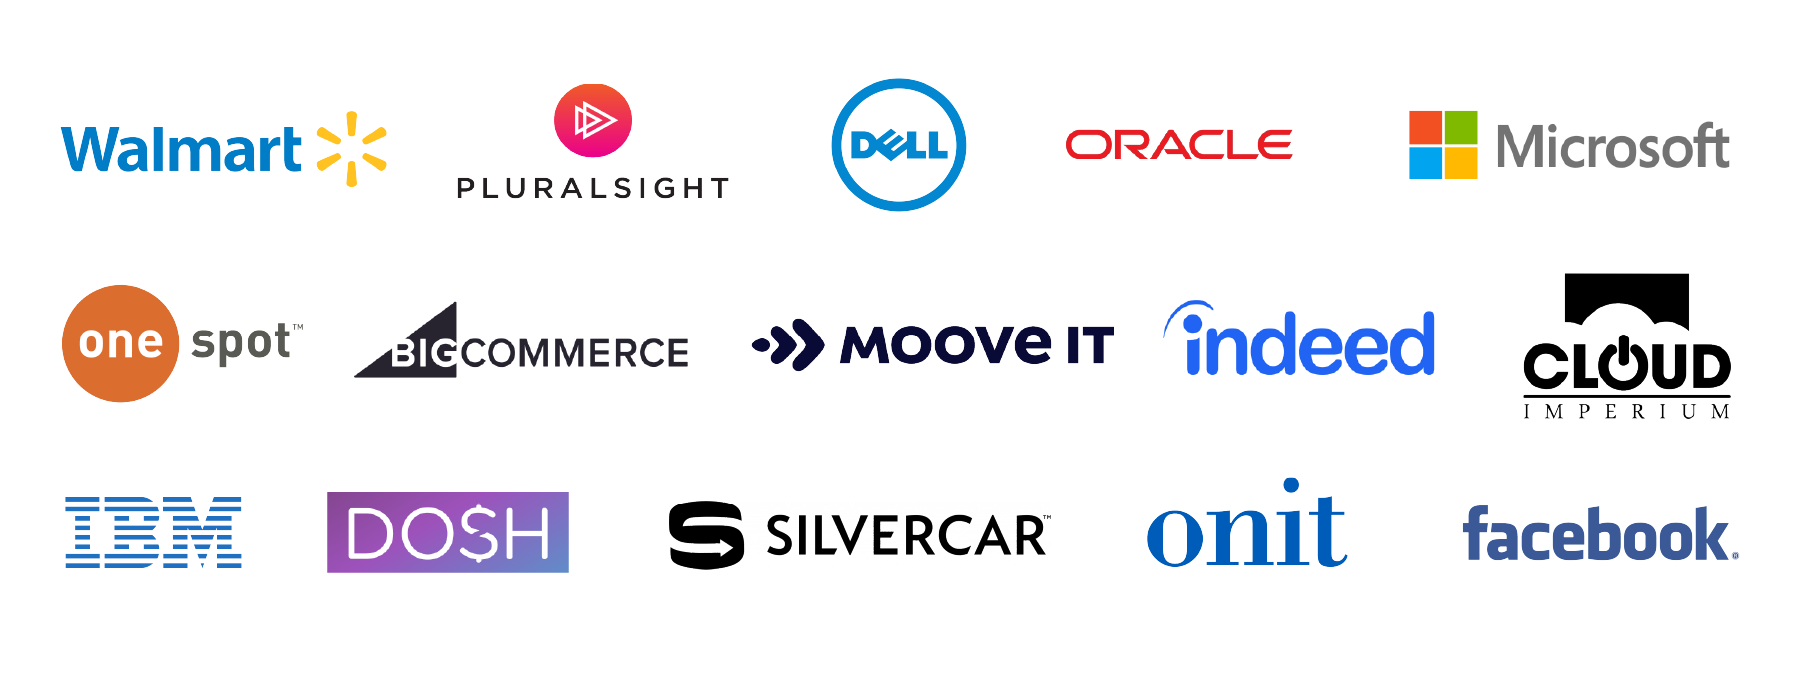 Walmart
PLURALSIGHT
DELL
ORACLE
Microsoft
one spot™
BIGCOMMERCE
MOOVe IT
indeed
CLOUD
IMPERIUM
IBM
DO$H
SILVERCAR™
onit
facebook®